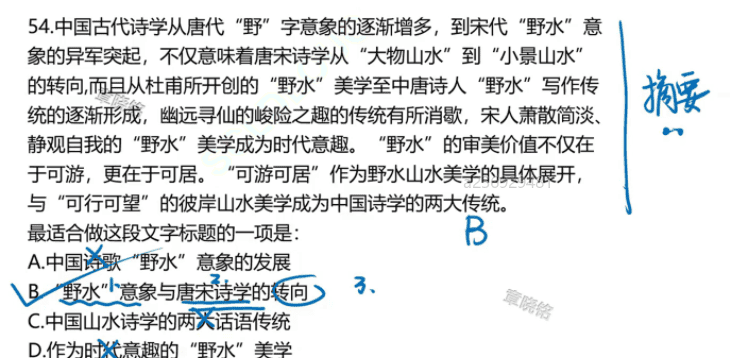 54.中国古代诗学从唐代“野”字意象的逐渐增多，到宋代“野水”意
象的异军突起，不仅意味着唐宋诗学从“大物山水”到“小景山水”
的转向,而且从杜甫所开创的“野水”美学至中唐诗人“野水”写作传
统的逐渐形成，幽远寻仙的峻险之趣的传统有所消歇，宋人萧散简淡、
静观自我的“野水”美学成为时代意趣。“野水”的审美价值不仅在
于可游，更在于可居。“可游可居”作为野水山水美学的具体展开，
与“可行可望”的彼岸山水美学成为中国诗学的两大传统。
摘要
章晓铭
最适合做这段文字标题的一项是：
B
A.中国诗歌“野水”意象的发展
B.“野水”意象与唐宋诗学的转向
1.
2.
3、
章晓铭
C.中国山水诗学的两大话语传统
D.作为时代意趣的“野水”美学